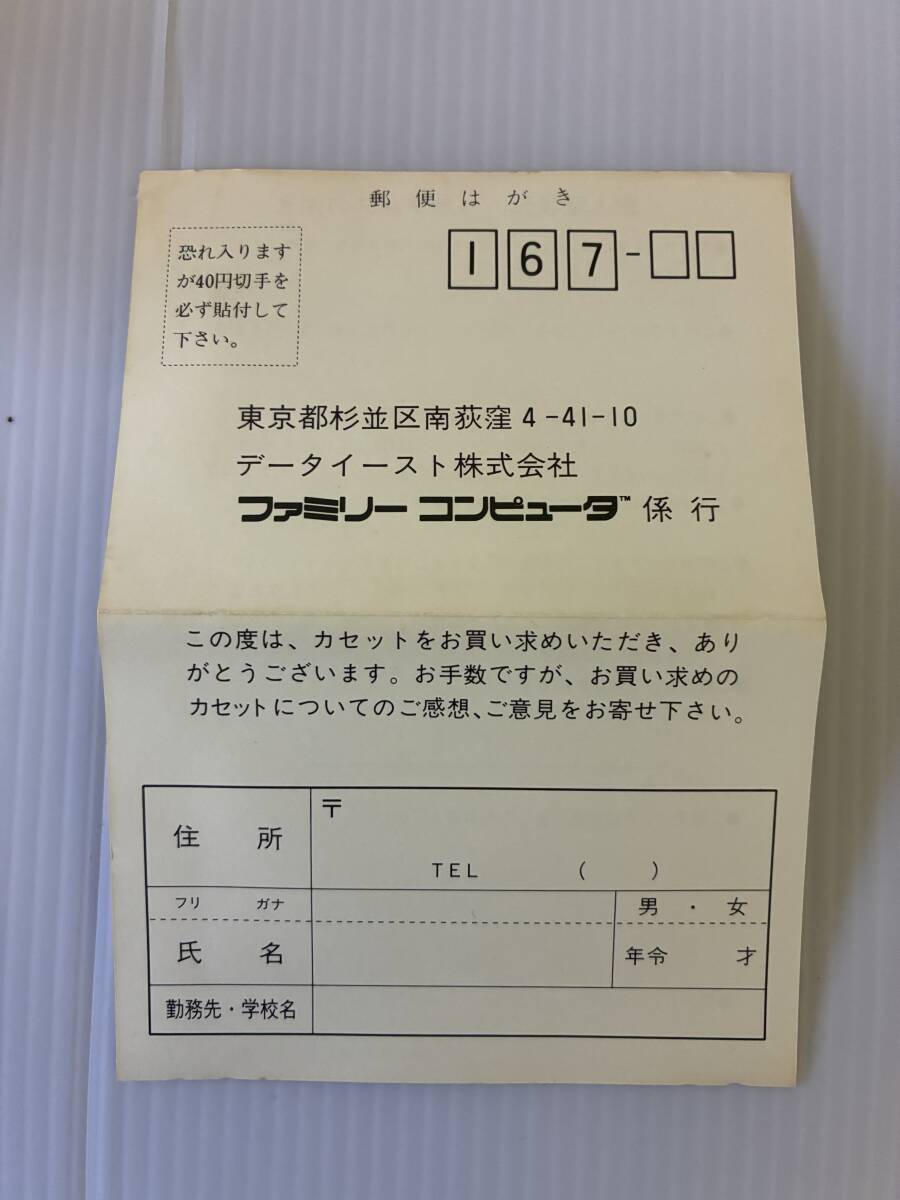 郵便はがき
恐れ入ります
が40円切手を
必ず貼付して
下さい。
167-
東京都杉並区南荻窪4-41-10
データイースト株式会社
ファミリーコンピュータ™係行
この度は、カセットをお買い求めいただき、あり
がとうございます。お手数ですが、お買い求めの
カセットについてのご感想、ご意見をお寄せ下さい。
住所
〒
TEL ( )
フリガナ
男・女
氏名
年令 才
勤務先・学校名